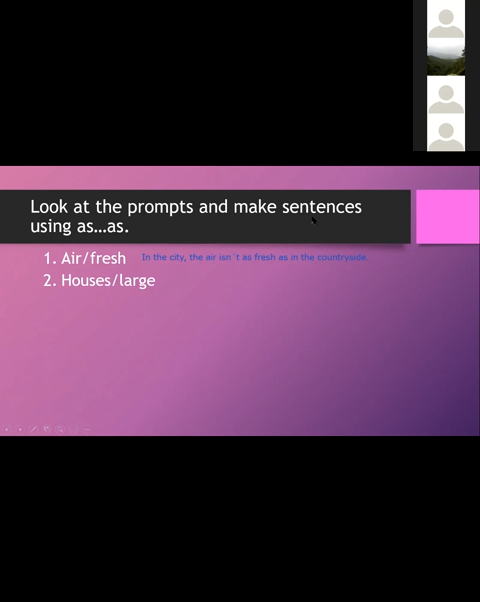 Look at the prompts and make sentences
using as...as.
1. Air/fresh In the city, the air isn´t as fresh as in the countryside.
2. Houses/large